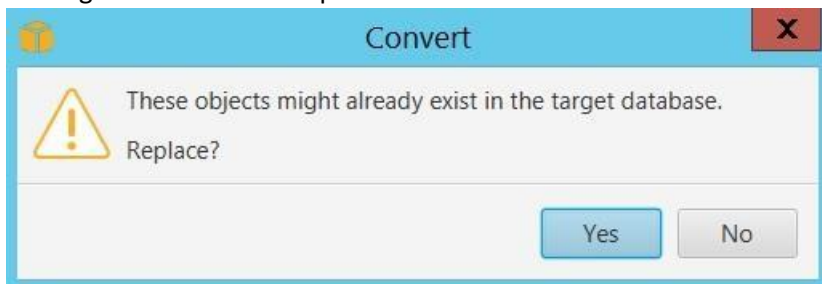 Convert
X
These objects might already exist in the target database.
Replace?
Yes
No